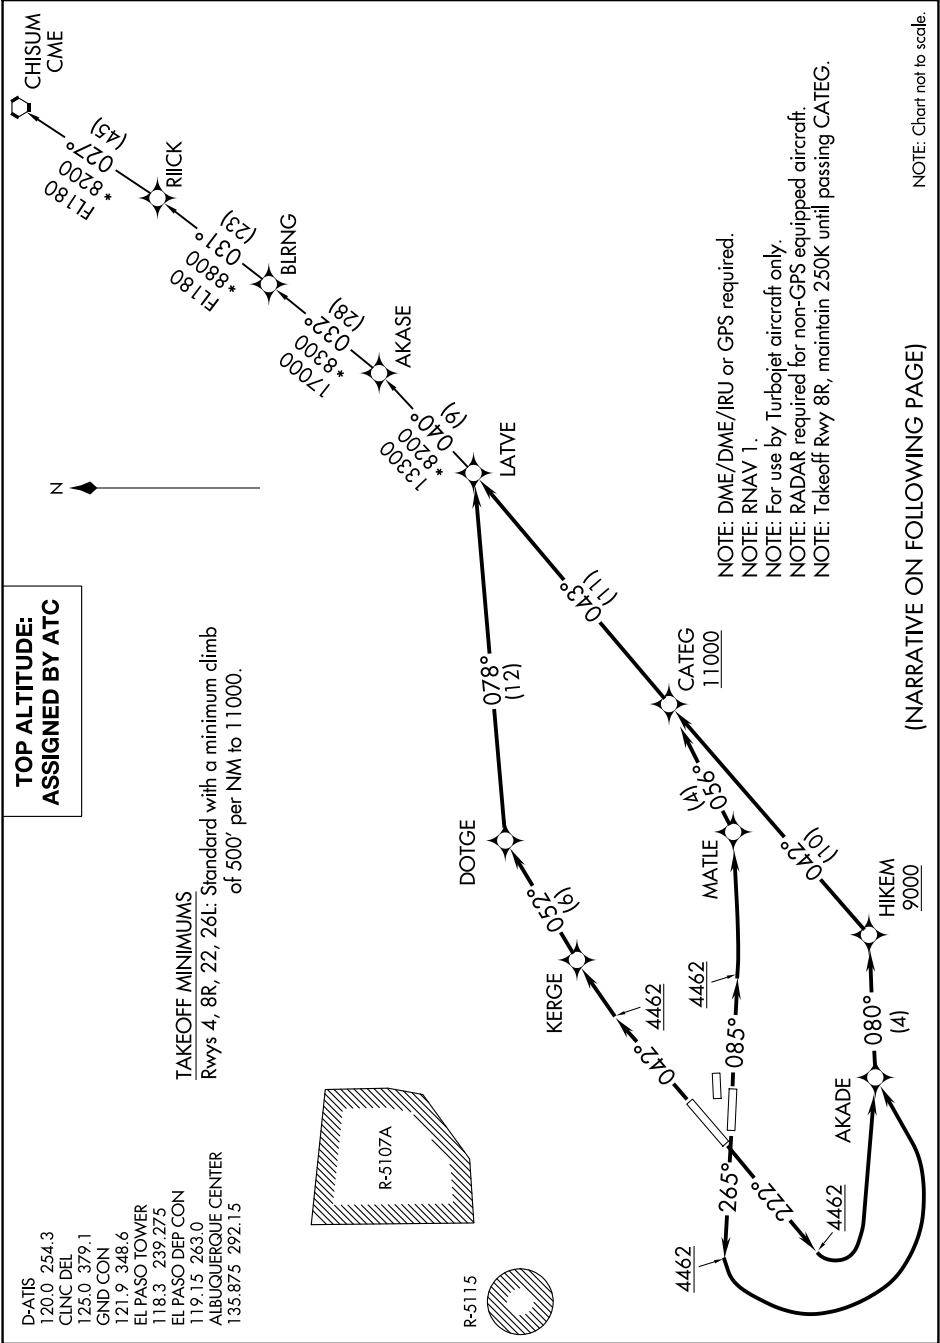 TOP ALTITUDE:
ASSIGNED BY ATC
D-ATIS
120.0 254.3
CLNC DEL
125.0 379.1
GND CON
121.9 348.6
EL PASO TOWER
118.3 239.275
EL PASO DEP CON
119.15 263.0
ALBUQUERQUE CENTER
135.875 292.15
TAKEOFF MINIMUMS
Rwys 4, 8R, 22, 26L: Standard with a minimum climb
of 500' per NM to 11000.
N
CHISUM
CME
FL180
*8200
027°
(45)
RIICK
FL180
*8800
031°
(23)
BLRNG
17000
*8300
032°
(28)
AKASE
13300
*8200
040°
(9)
LATVE
078°
(12)
043°
(11)
DOTGE
CATEG
11000
052°
(6)
(4)
056°
MATLE
042°
(10)
KERGE
HIKEM
9000
4462
4462
042°
085°
080°
(4)
AKADE
265°
222°
4462
4462
R-5107A
R-5115
NOTE: DME/DME/IRU or GPS required.
NOTE: RNAV 1.
NOTE: For use by Turbojet aircraft only.
NOTE: RADAR required for non-GPS equipped aircraft.
NOTE: Takeoff Rwy 8R, maintain 250K until passing CATEG.
(NARRATIVE ON FOLLOWING PAGE)
NOTE: Chart not to scale.